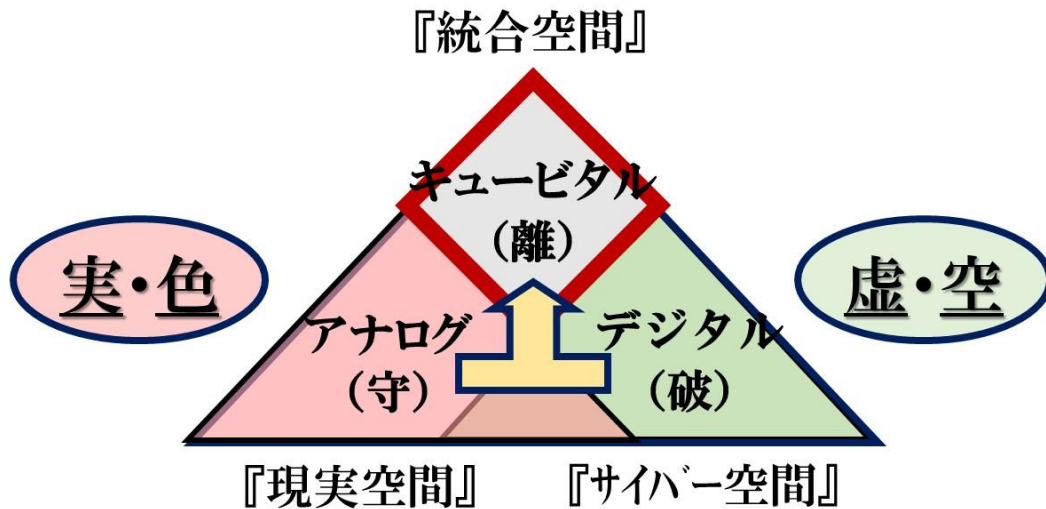 『統合空間』
キュービタル
（離）
実・色
虚・空
アナログ
（守）
デジタル
（破）
『現実空間』
『サイバー空間』